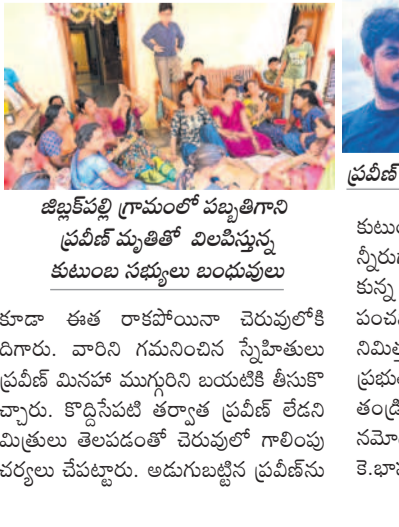 జిబ్లక్‌పల్లి గ్రామంలో పబ్బతిగాని
ప్రవీణ్ మృతితో విలపిస్తున్న
కుటుంబ సభ్యులు బంధువులు
కూడా ఈత రాకపోయినా చెరువులోకి
దిగారు. వారిని గమనించిన స్నేహితులు
ప్రవీణ్ మినహా ముగ్గురిని బయటికి తీసుకొ
చ్చారు. కొద్దిసేపటి తర్వాత ప్రవీణ్ లేడని
మిత్రులు తెలపడంతో చెరువులో గాలింపు
చర్యలు చేపట్టారు. అడుగుబట్టిన ప్రవీణ్‌ను
ప్రవీణ్
కుటుం
న్నీరు
కున్న
పంచ
నిమిత్త
ప్రభు
తండ్రి
నమో
కె.భా